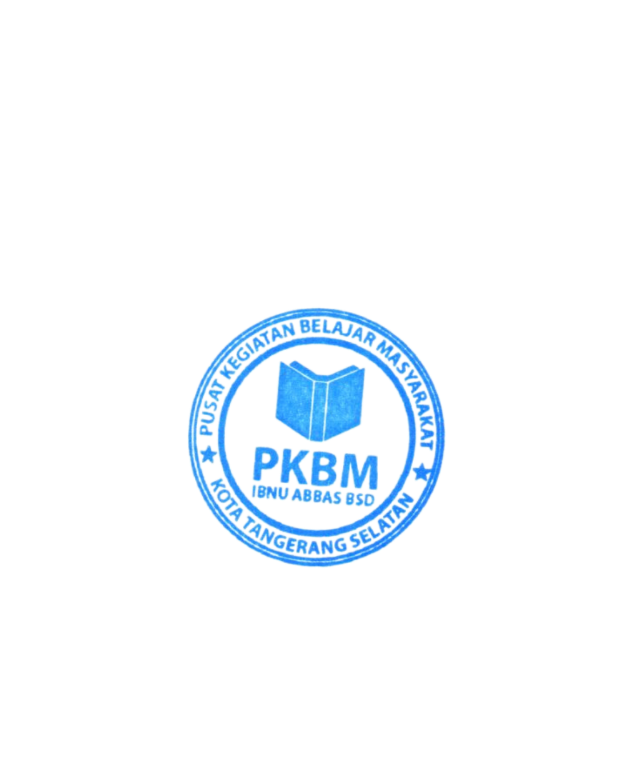 PUSAT KEGIATAN BELAJAR MASYARAKAT
PKBM
IBNU ABBAS BSD
KOTA TANGERANG SELATAN